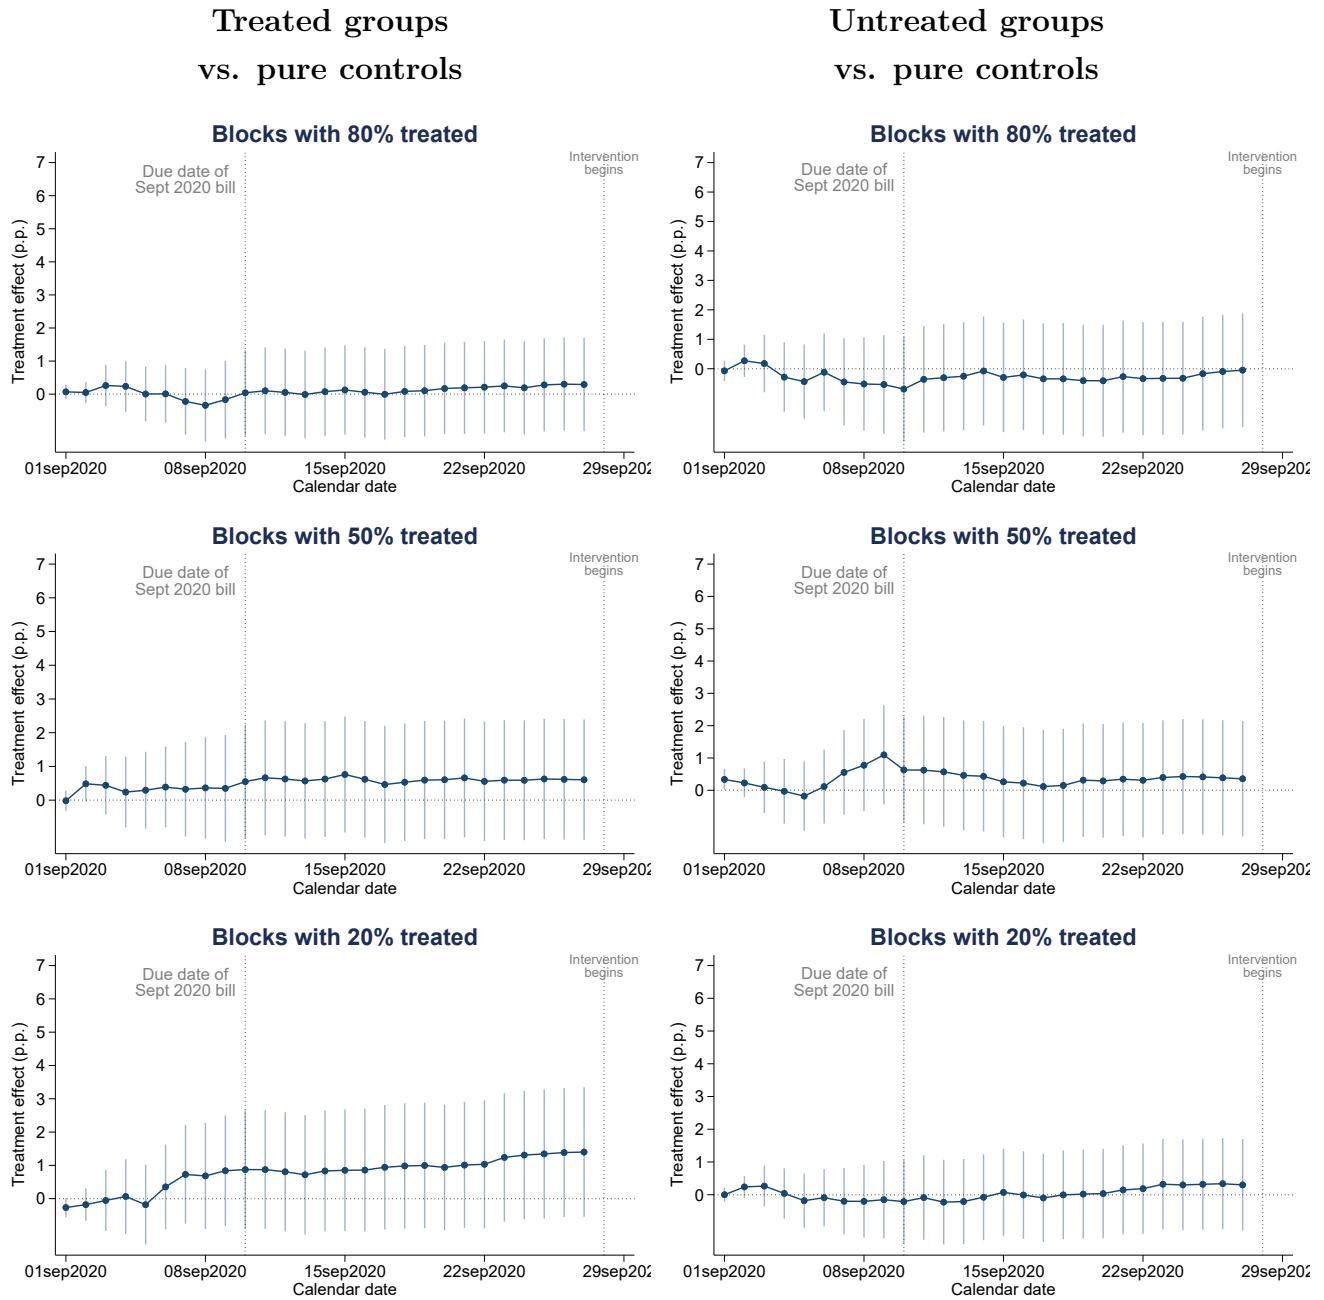 Treated groups
vs. pure controls
Untreated groups
vs. pure controls
Blocks with 80% treated
Treatment effect (p.p.)
7
6
5
4
3
2
1
0
Due date of
Sept 2020 bill
Intervention
begins
01sep2020 08sep2020 15sep2020 22sep2020 29sep202
Calendar date
Blocks with 80% treated
Treatment effect (p.p.)
7
6
5
4
3
2
1
0
Due date of
Sept 2020 bill
Intervention
begins
01sep2020 08sep2020 15sep2020 22sep2020 29sep202
Calendar date
Blocks with 50% treated
Treatment effect (p.p.)
7
6
5
4
3
2
1
0
Due date of
Sept 2020 bill
Intervention
begins
01sep2020 08sep2020 15sep2020 22sep2020 29sep202
Calendar date
Blocks with 50% treated
Treatment effect (p.p.)
7
6
5
4
3
2
1
0
Due date of
Sept 2020 bill
Intervention
begins
01sep2020 08sep2020 15sep2020 22sep2020 29sep202
Calendar date
Blocks with 20% treated
Treatment effect (p.p.)
7
6
5
4
3
2
1
0
Due date of
Sept 2020 bill
Intervention
begins
01sep2020 08sep2020 15sep2020 22sep2020 29sep202
Calendar date
Blocks with 20% treated
Treatment effect (p.p.)
7
6
5
4
3
2
1
0
Due date of
Sept 2020 bill
Intervention
begins
01sep2020 08sep2020 15sep2020 22sep2020 29sep202
Calendar date